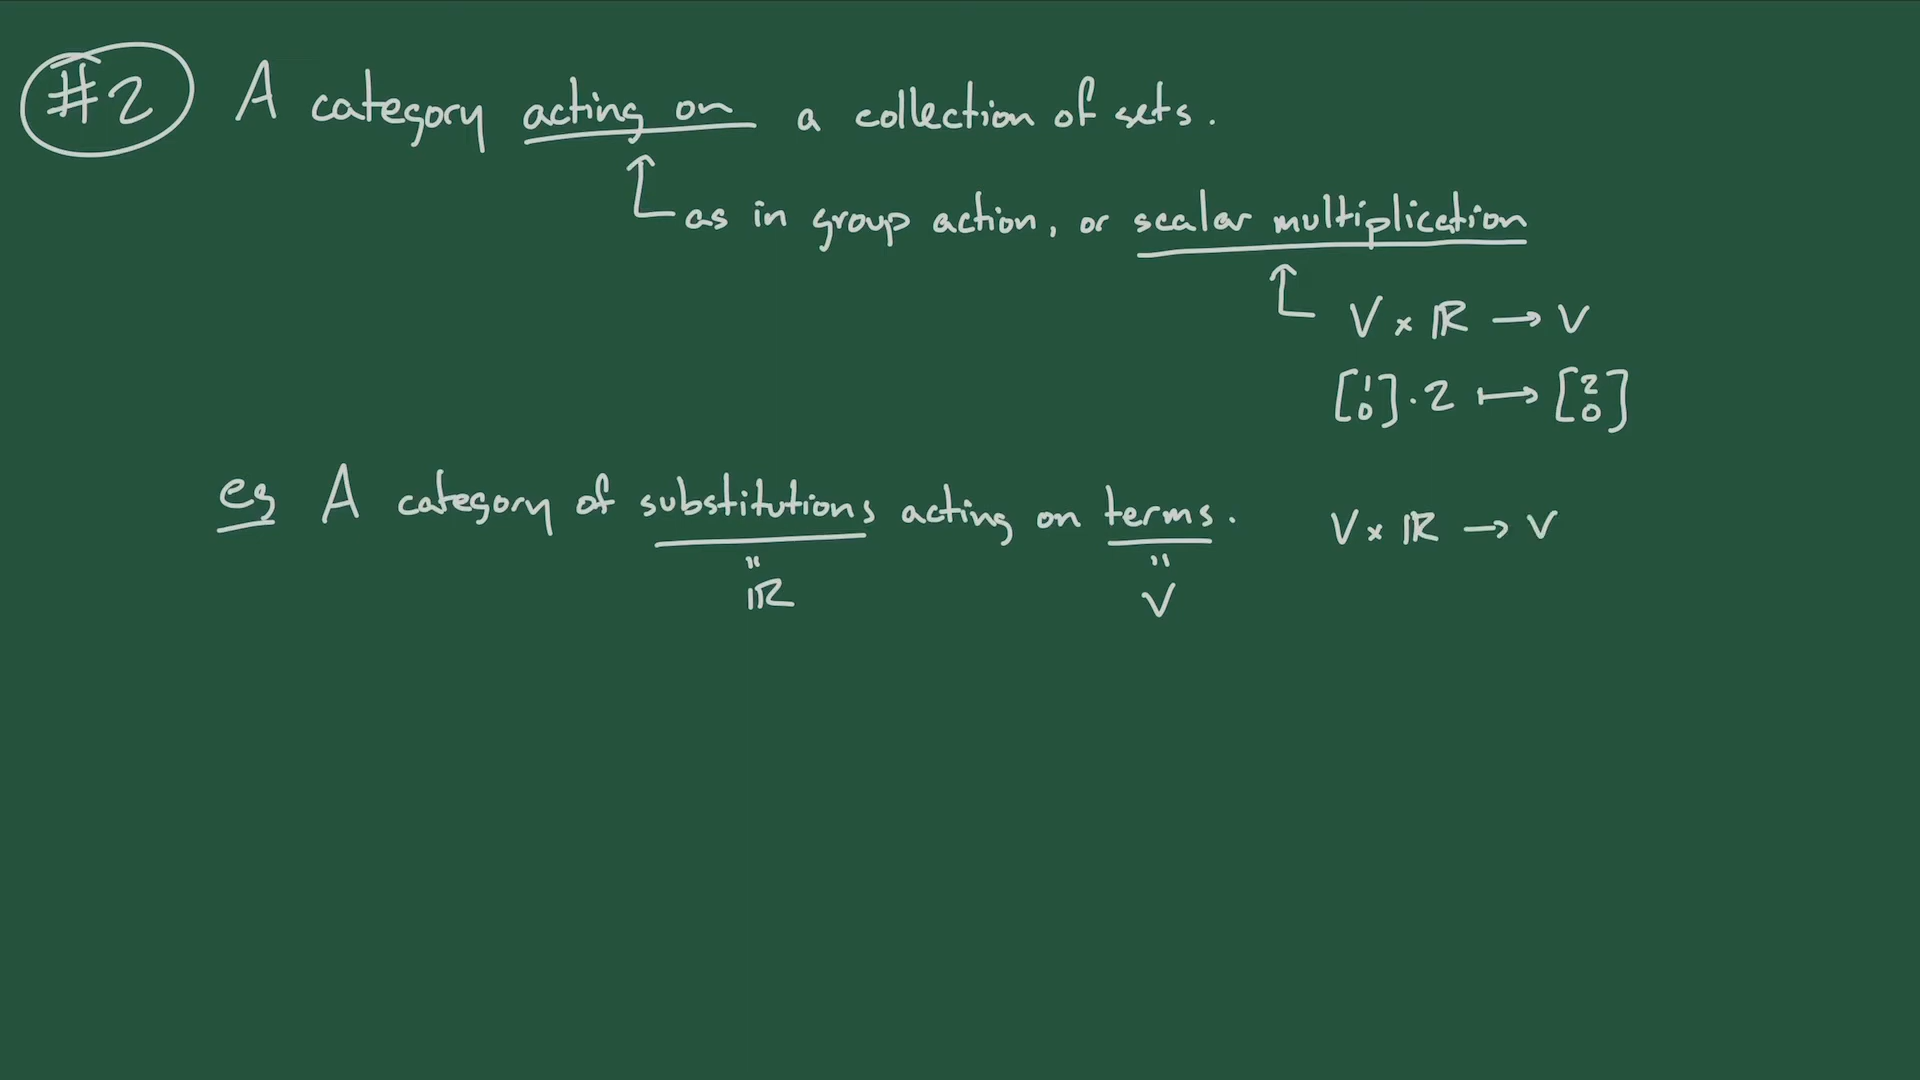 #2 A category acting on a collection of sets.
as in group action, or scalar multiplication
V × ℝ → V
[1 0] · 2 ↦ [2 0]
eg A category of substitutions acting on terms. V × ℝ → V
" "
ℝ V